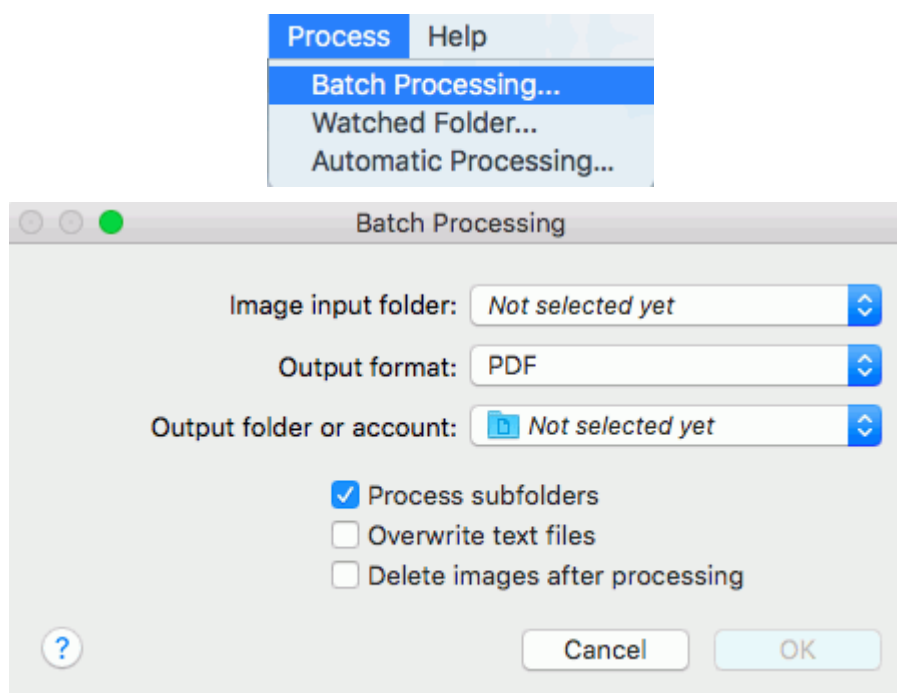 Process Help
Batch Processing...
Watched Folder...
Automatic Processing...
Batch Processing
Image input folder: Not selected yet
Output format: PDF
Output folder or account: Not selected yet
Process subfolders
Overwrite text files
Delete images after processing
? Cancel OK